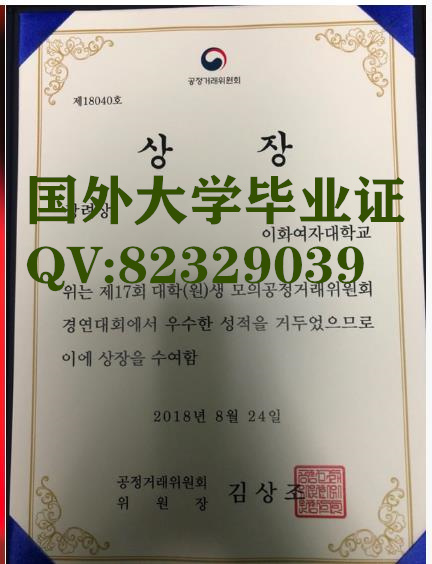 공정거래위원회
제18040호
상 장
国外大学毕业证
장려상
이화여자대학교
QV:82329039
위는 제17회 대학(원)생 모의공정거래위원회
경연대회에서 우수한 성적을 거두었으므로
이에 상장을 수여함
2018년 8월 24일
공정거래위원회
위 원 장 김상조